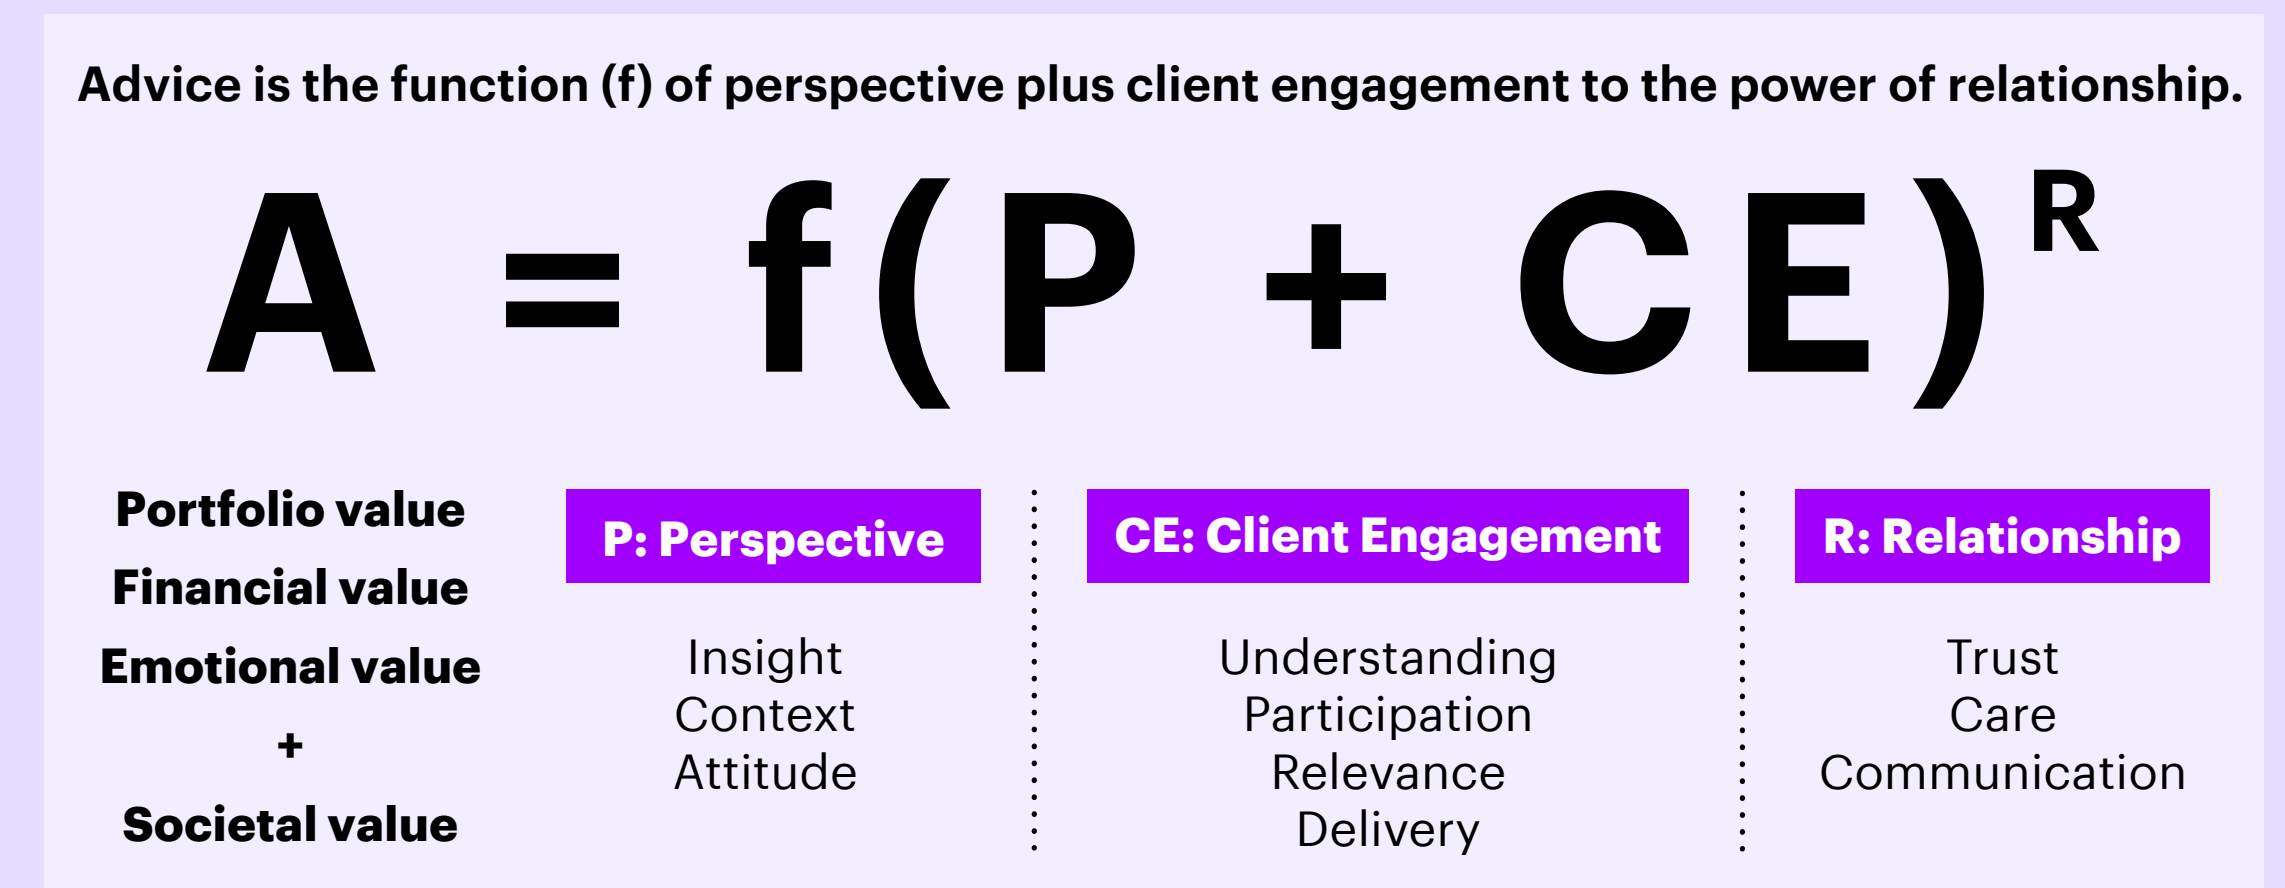 Advice is the function (f) of perspective plus client engagement to the power of relationship.
A = f(P + CE)ᴿ
Portfolio value
Financial value
Emotional value
+
Societal value
P: Perspective
Insight
Context
Attitude
CE: Client Engagement
Understanding
Participation
Relevance
Delivery
R: Relationship
Trust
Care
Communication